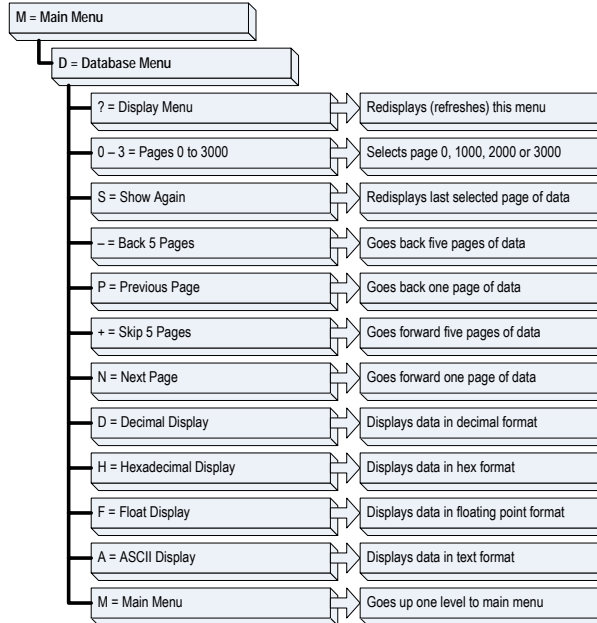 M = Main Menu
D = Database Menu
? = Display Menu
Redisplays (refreshes) this menu
0 – 3 = Pages 0 to 3000
Selects page 0, 1000, 2000 or 3000
S = Show Again
Redisplays last selected page of data
– = Back 5 Pages
Goes back five pages of data
P = Previous Page
Goes back one page of data
+ = Skip 5 Pages
Goes forward five pages of data
N = Next Page
Goes forward one page of data
D = Decimal Display
Displays data in decimal format
H = Hexadecimal Display
Displays data in hex format
F = Float Display
Displays data in floating point format
A = ASCII Display
Displays data in text format
M = Main Menu
Goes up one level to main menu